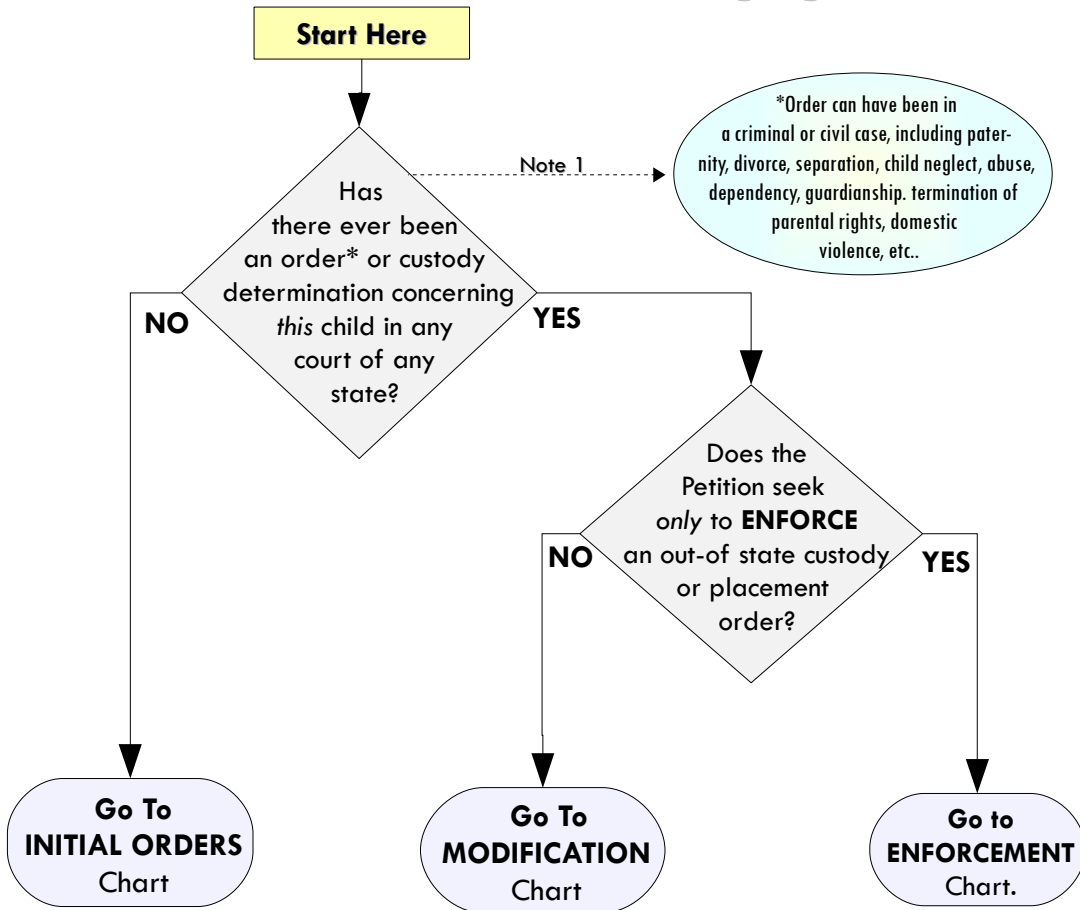 Start Here
*Order can have been in
a criminal or civil case, including pater-
nity, divorce, separation, child neglect, abuse,
dependency, guardianship. termination of
parental rights, domestic
violence, etc..
Note 1
Has
there ever been
an order* or custody
determination concerning
this child in any
court of any
state?
NO
YES
Does the
Petition seek
only to ENFORCE
an out-of state custody
or placement
order?
NO
YES
Go To
INITIAL ORDERS
Chart
Go To
MODIFICATION
Chart
Go to
ENFORCEMENT
Chart.